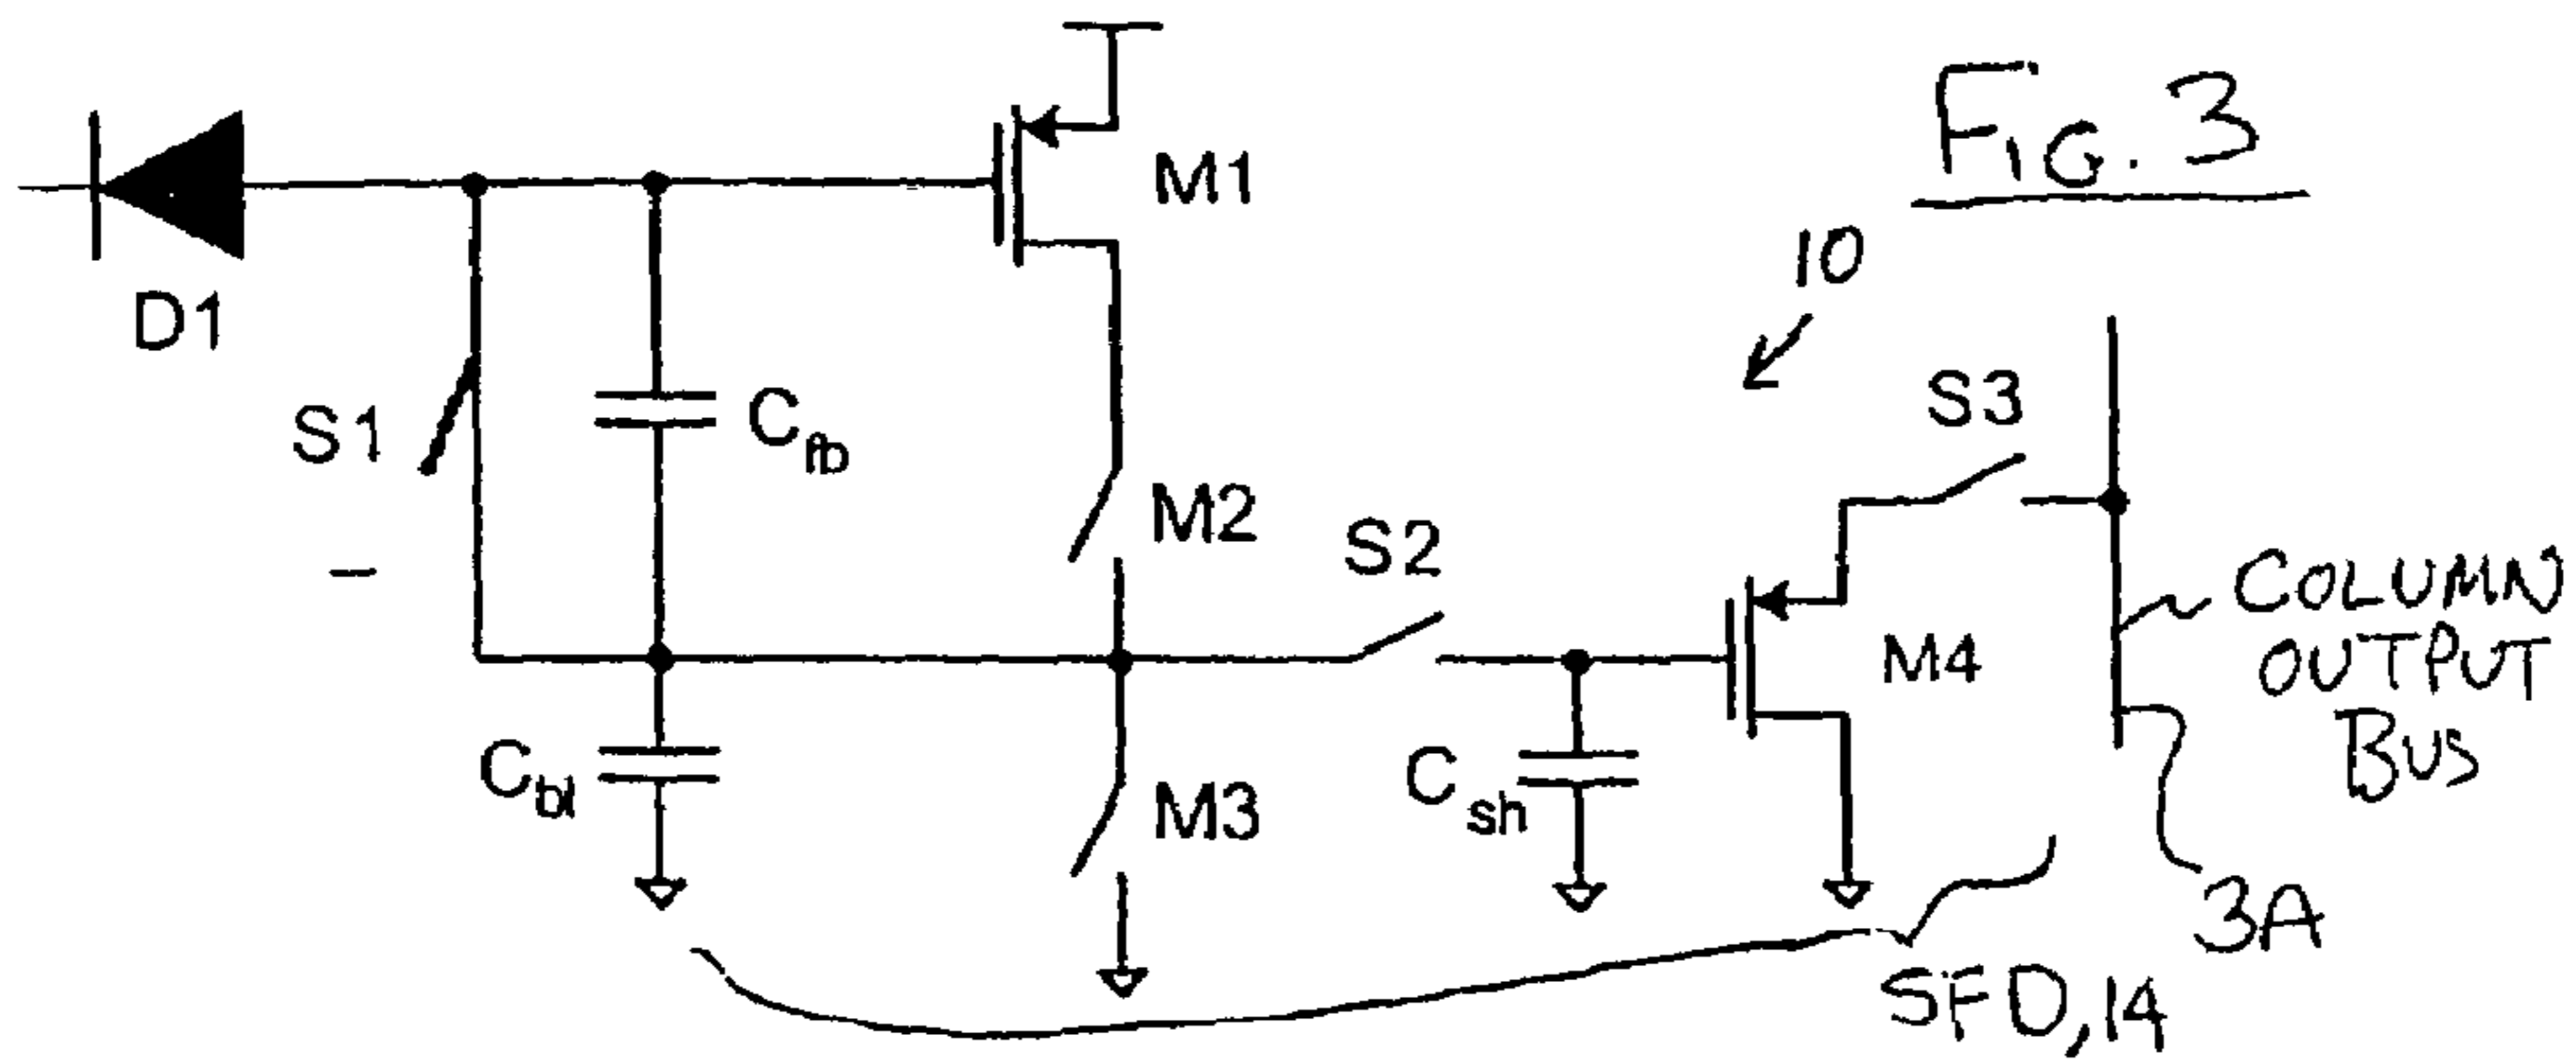 FIG. 3
10
M1
D1
S1
Cfb
M2
S2
S3
M4
COLUMN
OUTPUT
BUS
Cbl
M3
Csh
3A
SFD, 14